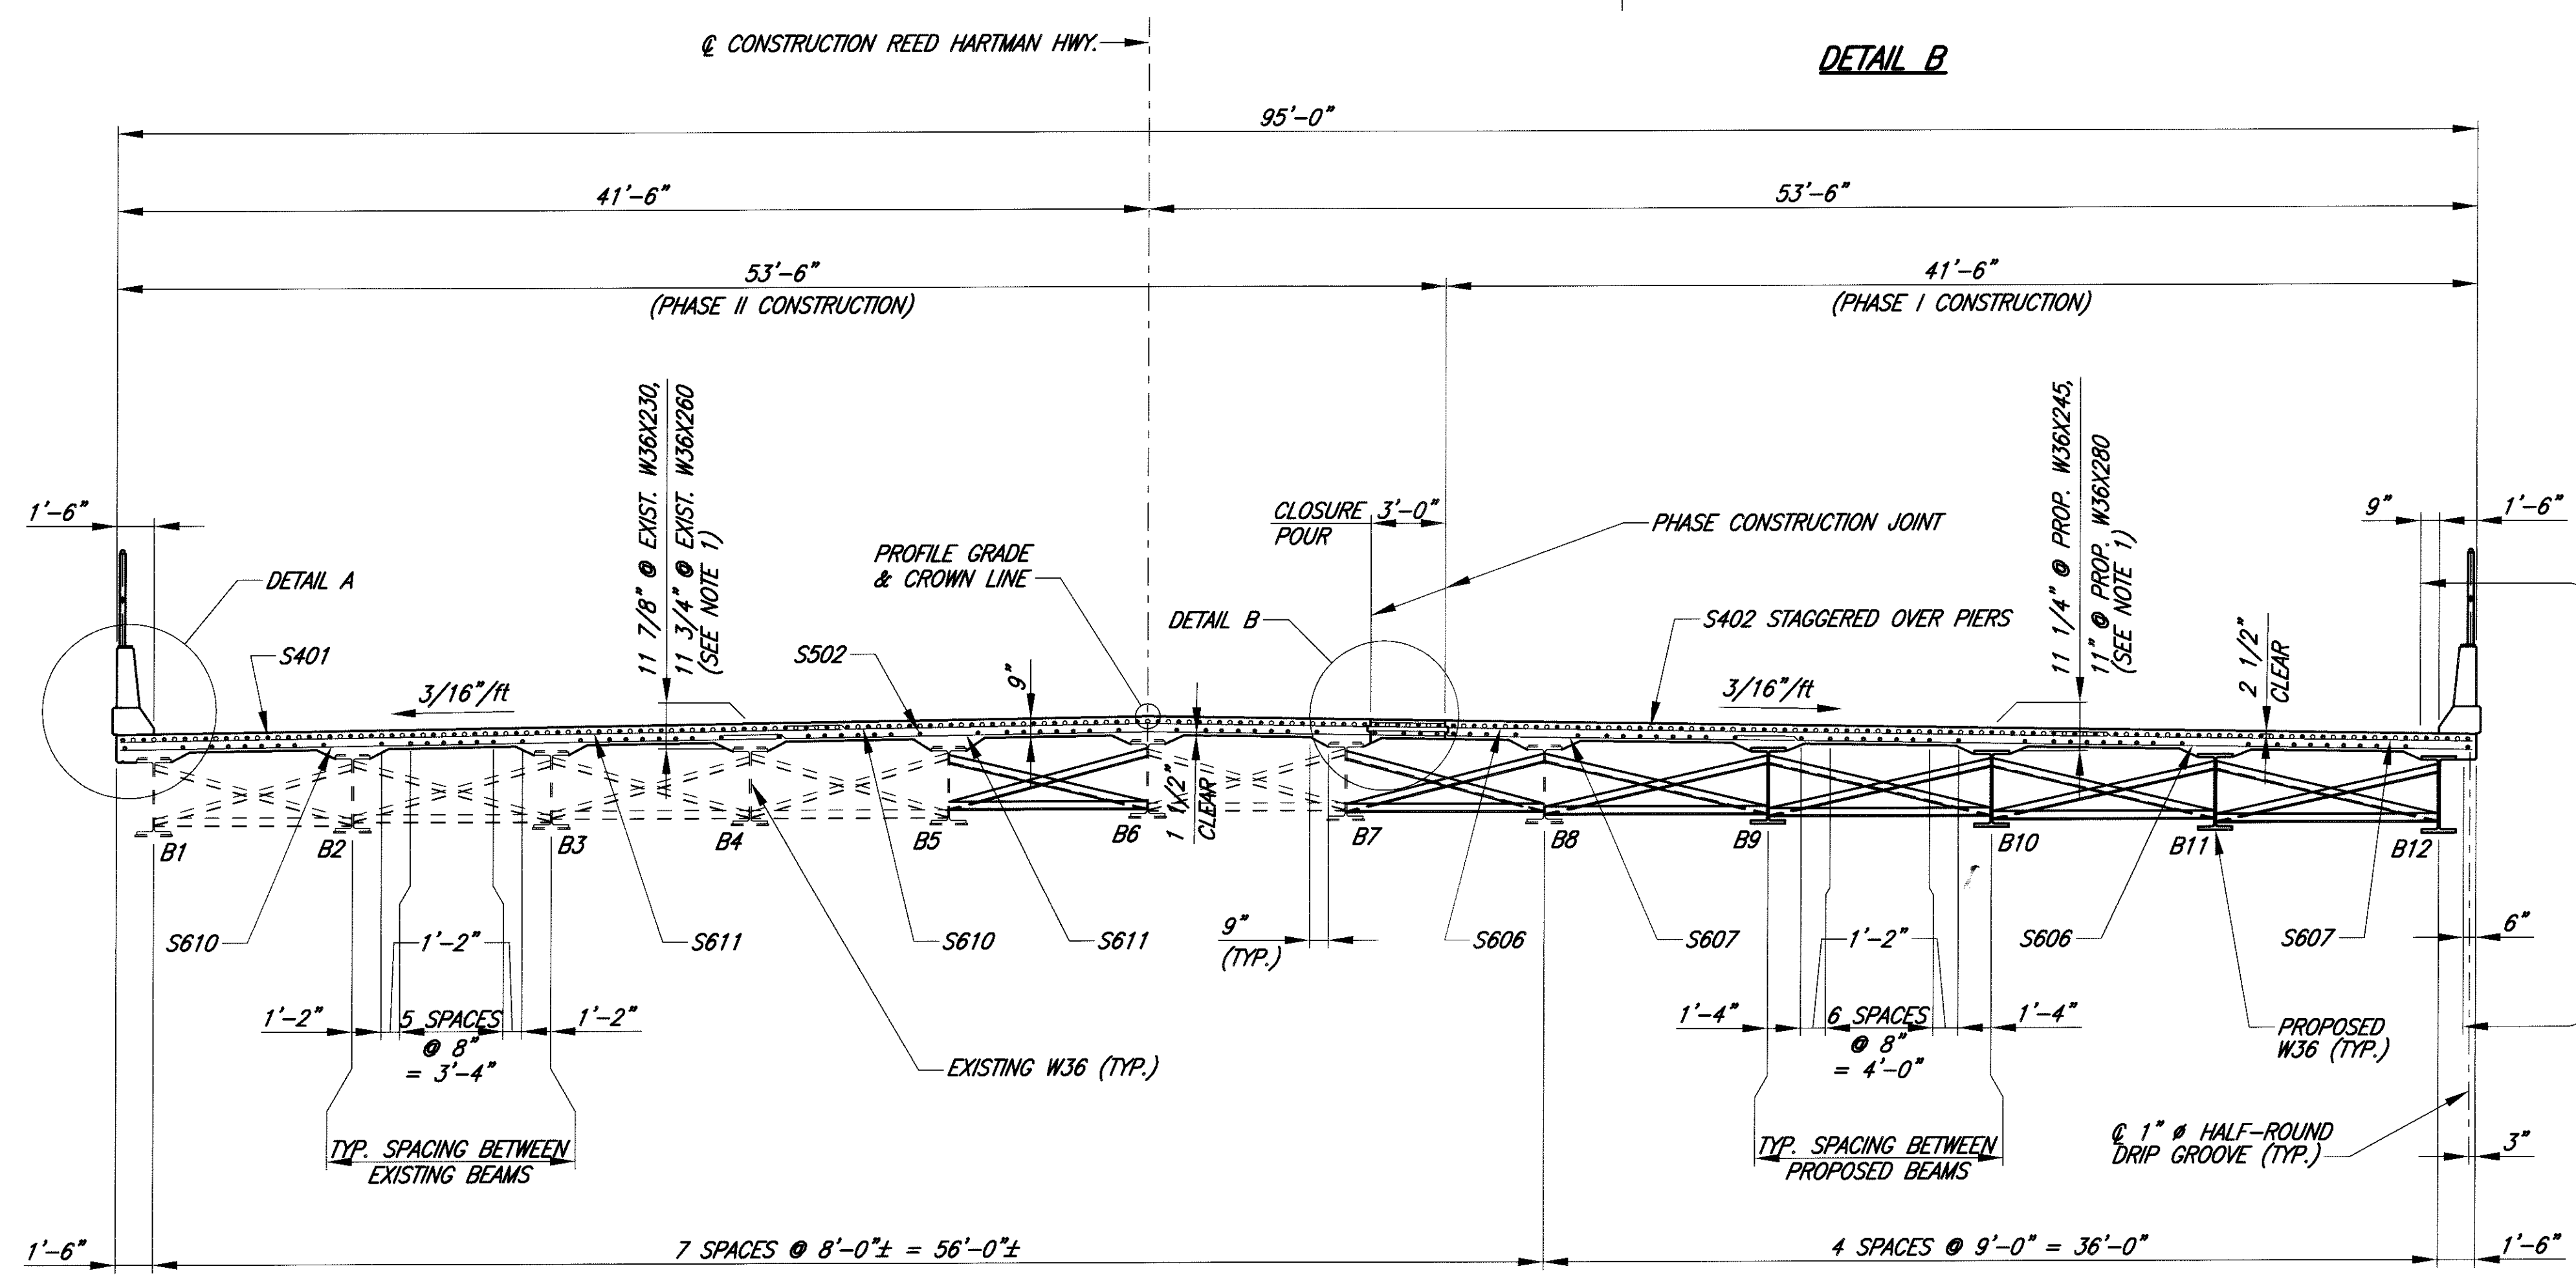 ℄ CONSTRUCTION REED HARTMAN HWY.
DETAIL B
95'-0"
41'-6"
53'-6"
53'-6"
(PHASE II CONSTRUCTION)
41'-6"
(PHASE I CONSTRUCTION)
11 7/8" @ EXIST. W36X230,
11 3/4" @ EXIST. W36X260
(SEE NOTE 1)
11 1/4" @ PROP. W36X245,
11" @ PROP. W36X280
(SEE NOTE 1)
1'-6"
CLOSURE 3'-0"
POUR
PHASE CONSTRUCTION JOINT
9"
1'-6"
DETAIL A
PROFILE GRADE
& CROWN LINE
DETAIL B
S402 STAGGERED OVER PIERS
S401
S502
9"
2 1/2"
CLEAR
3/16"/ft
3/16"/ft
1 1/2"
CLEAR
B1
B2
B3
B4
B5
B6
B7
B8
B9
B10
B11
B12
S610
1'-2"
S611
S610
S611
9"
(TYP.)
S606
S607
1'-2"
S606
S607
6"
1'-2"
5 SPACES
@ 8"
= 3'-4"
1'-2"
1'-4"
6 SPACES
@ 8"
= 4'-0"
1'-4"
PROPOSED
W36 (TYP.)
EXISTING W36 (TYP.)
TYP. SPACING BETWEEN
EXISTING BEAMS
TYP. SPACING BETWEEN
PROPOSED BEAMS
℄ 1" ø HALF-ROUND
DRIP GROOVE (TYP.)
3"
1'-6"
7 SPACES @ 8'-0"± = 56'-0"±
4 SPACES @ 9'-0" = 36'-0"
1'-6"